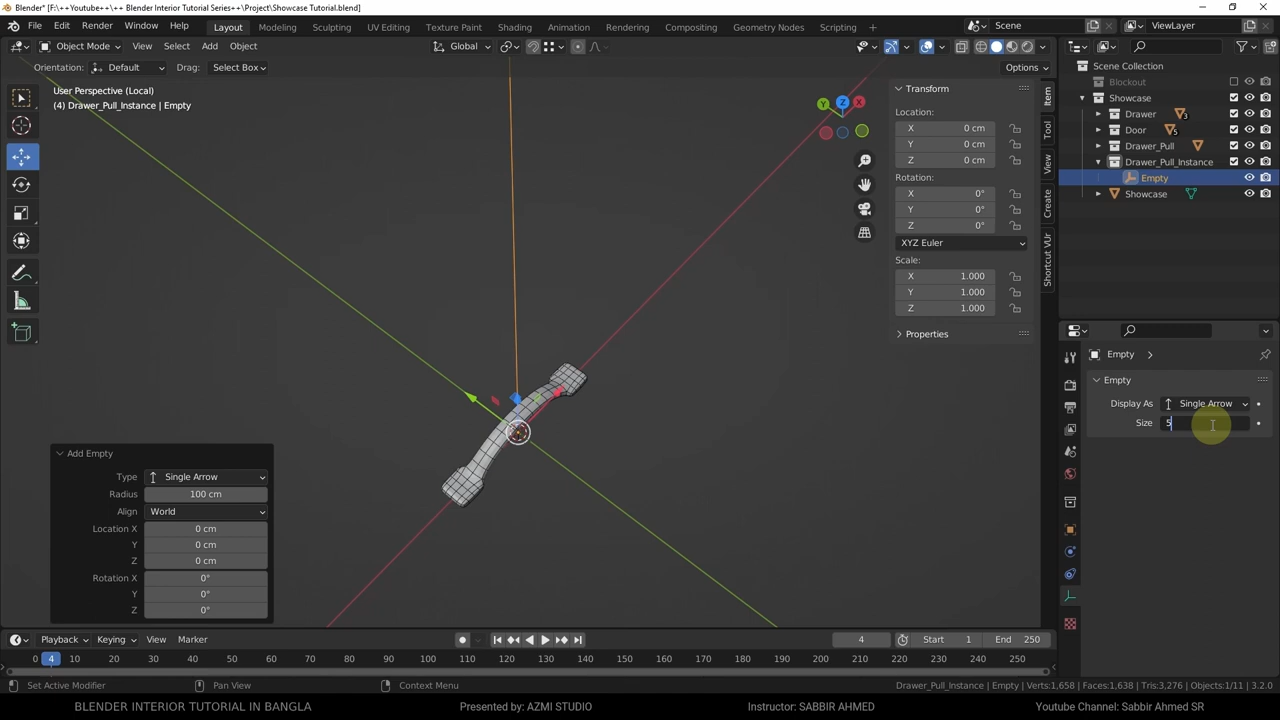 Blender* [F:\++Youtube++\++ Blender Interior Tutorial Series++\Project\Showcase Tutorial.blend]
File Edit Render Window Help Layout Modeling Sculpting UV Editing Texture Paint Shading Animation Rendering Compositing Geometry Nodes Scripting Scene ViewLayer
Object Mode View Select Add Object Global
Orientation: Default Drag: Select Box Options
User Perspective (Local)
(4) Drawer_Pull_Instance | Empty
Z
Y
X
Transform
Location:
X 0 cm
Y 0 cm
Z 0 cm
Rotation:
X 0°
Y 0°
Z 0°
XYZ Euler
Scale:
X 1.000
Y 1.000
Z 1.000
Properties
Item
Tool
View
Create
Shortcut VUr
Scene Collection
Blockout
Showcase
Drawer 3
Door 5
Drawer_Pull
Drawer_Pull_Instance
Empty
Showcase
Empty
Empty
Display As Single Arrow
Size 5
Add Empty
Type Single Arrow
Radius 100 cm
Align World
Location X 0 cm
Y 0 cm
Z 0 cm
Rotation X 0°
Y 0°
Z 0°
Playback Keying View Marker 4 Start 1 End 250
0 4 10 20 30 40 50 60 70 80 90 100 110 120 130 140 150 160 170 180 190 200 210 220 230 240 250
Set Active Modifier Pan View Context Menu Drawer_Pull_Instance | Empty | Verts:1,658 | Faces:1,638 | Tris:3,276 | Objects:1/11 | 3.2.0
BLENDER INTERIOR TUTORIAL IN BANGLA Presented by: AZMI STUDIO Instructor: SABBIR AHMED Youtube Channel: Sabbir Ahmed SR